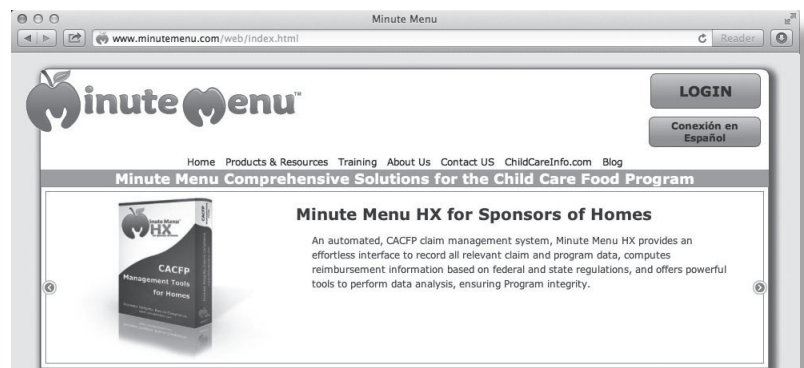 Minute Menu
www.minutemenu.com/web/index.html
Reader
Minute Menu™
LOGIN
Conexión en
Español
Home Products & Resources Training About Us Contact US ChildCareInfo.com Blog
Minute Menu Comprehensive Solutions for the Child Care Food Program
Minute Menu HX for Sponsors of Homes
An automated, CACFP claim management system, Minute Menu HX provides an
effortless interface to record all relevant claim and program data, computes
reimbursement information based on federal and state regulations, and offers powerful
tools to perform data analysis, ensuring Program integrity.
Minute Menu
HX
CACFP
Management Tools
for Homes
CACFP